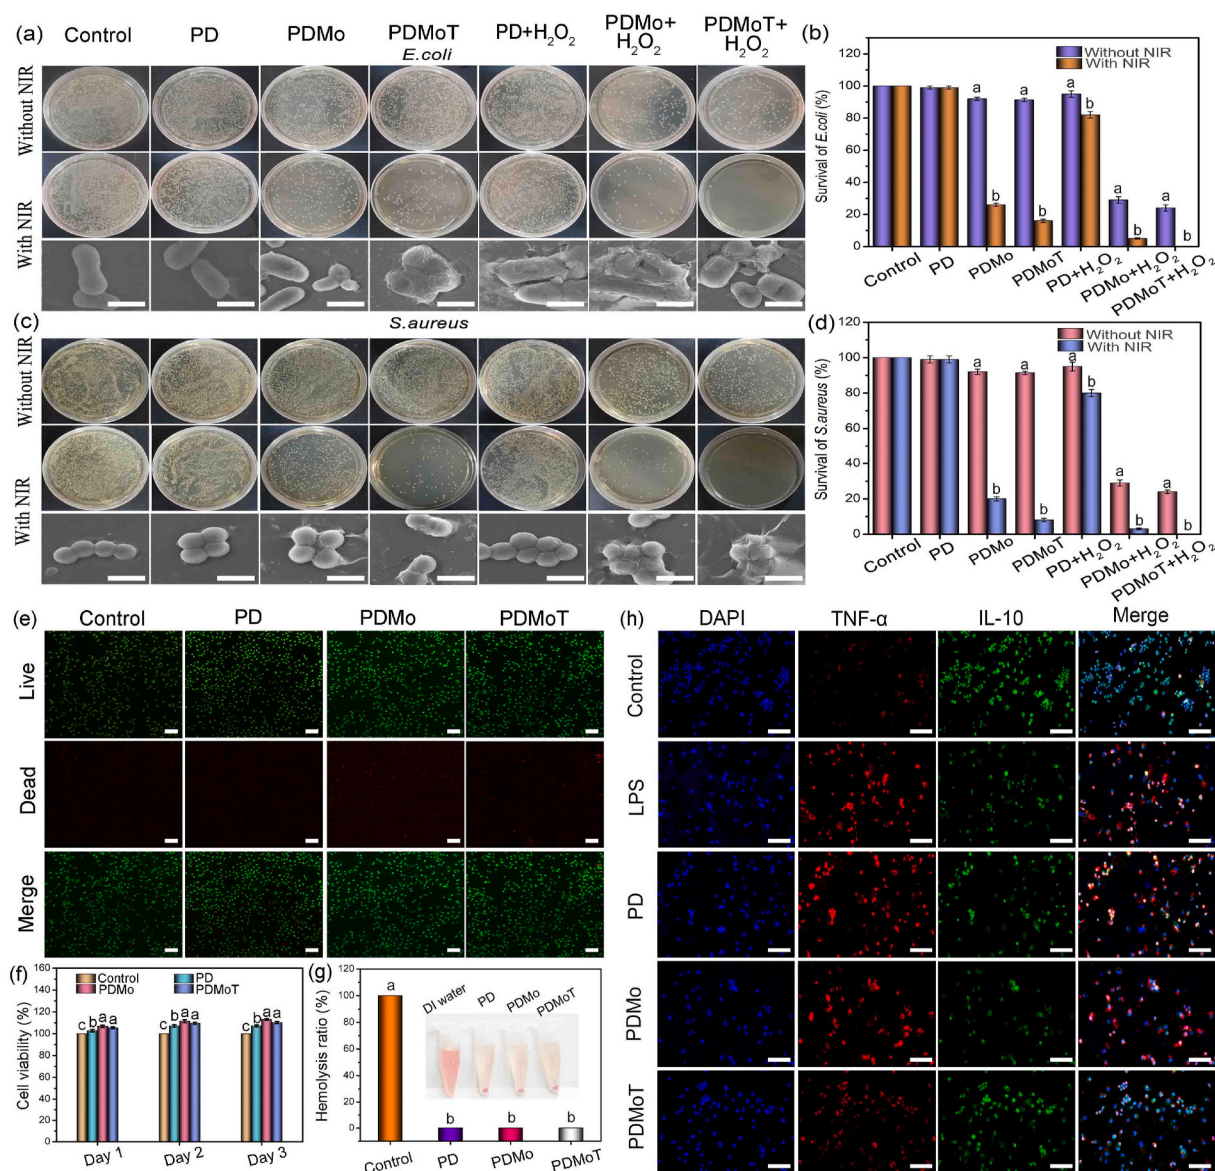 (a) Control PD PDMo PDMoT PD+H₂O₂ PDMo+H₂O₂ PDMoT+H₂O₂
E.coli
Without NIR
With NIR
(c) S.aureus
Without NIR
With NIR
(b)
Without NIR
With NIR
Survival of E.coli (%)
120
100
80
60
40
20
0
a a a b b b a b a b
Control PD PDMo PDMoT PD+H₂O₂ PDMo+H₂O₂ PDMoT+H₂O₂
(d)
Without NIR
With NIR
Survival of S.aureus (%)
120
100
80
60
40
20
0
a a a b b b a b a b
Control PD PDMo PDMoT PD+H₂O₂ PDMo+H₂O₂ PDMoT+H₂O₂
(e) Control PD PDMo PDMoT
Live
Dead
Merge
(f)
Control PD
PDMo PDMoT
Cell viability (%)
160
140
120
100
80
60
40
20
0
c b a a c b a a c b a a
Day 1 Day 2 Day 3
(g)
Hemolysis ratio (%)
120
100
80
60
40
20
0
a b b b
DI water PD PDMo PDMoT
Control PD PDMo PDMoT
(h) DAPI TNF-α IL-10 Merge
Control
LPS
PD
PDMo
PDMoT